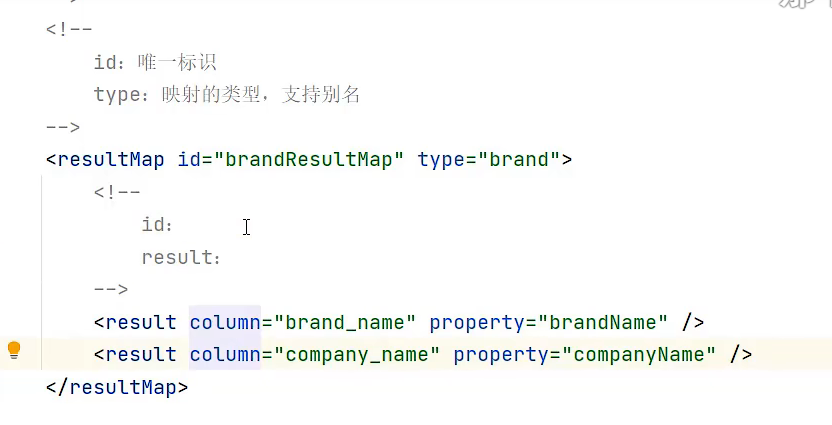 <!--
id：唯一标识
type：映射的类型，支持别名
-->
<resultMap id="brandResultMap" type="brand">
<!--
id：
result：
-->
<result column="brand_name" property="brandName" />
<result column="company_name" property="companyName" />
</resultMap>